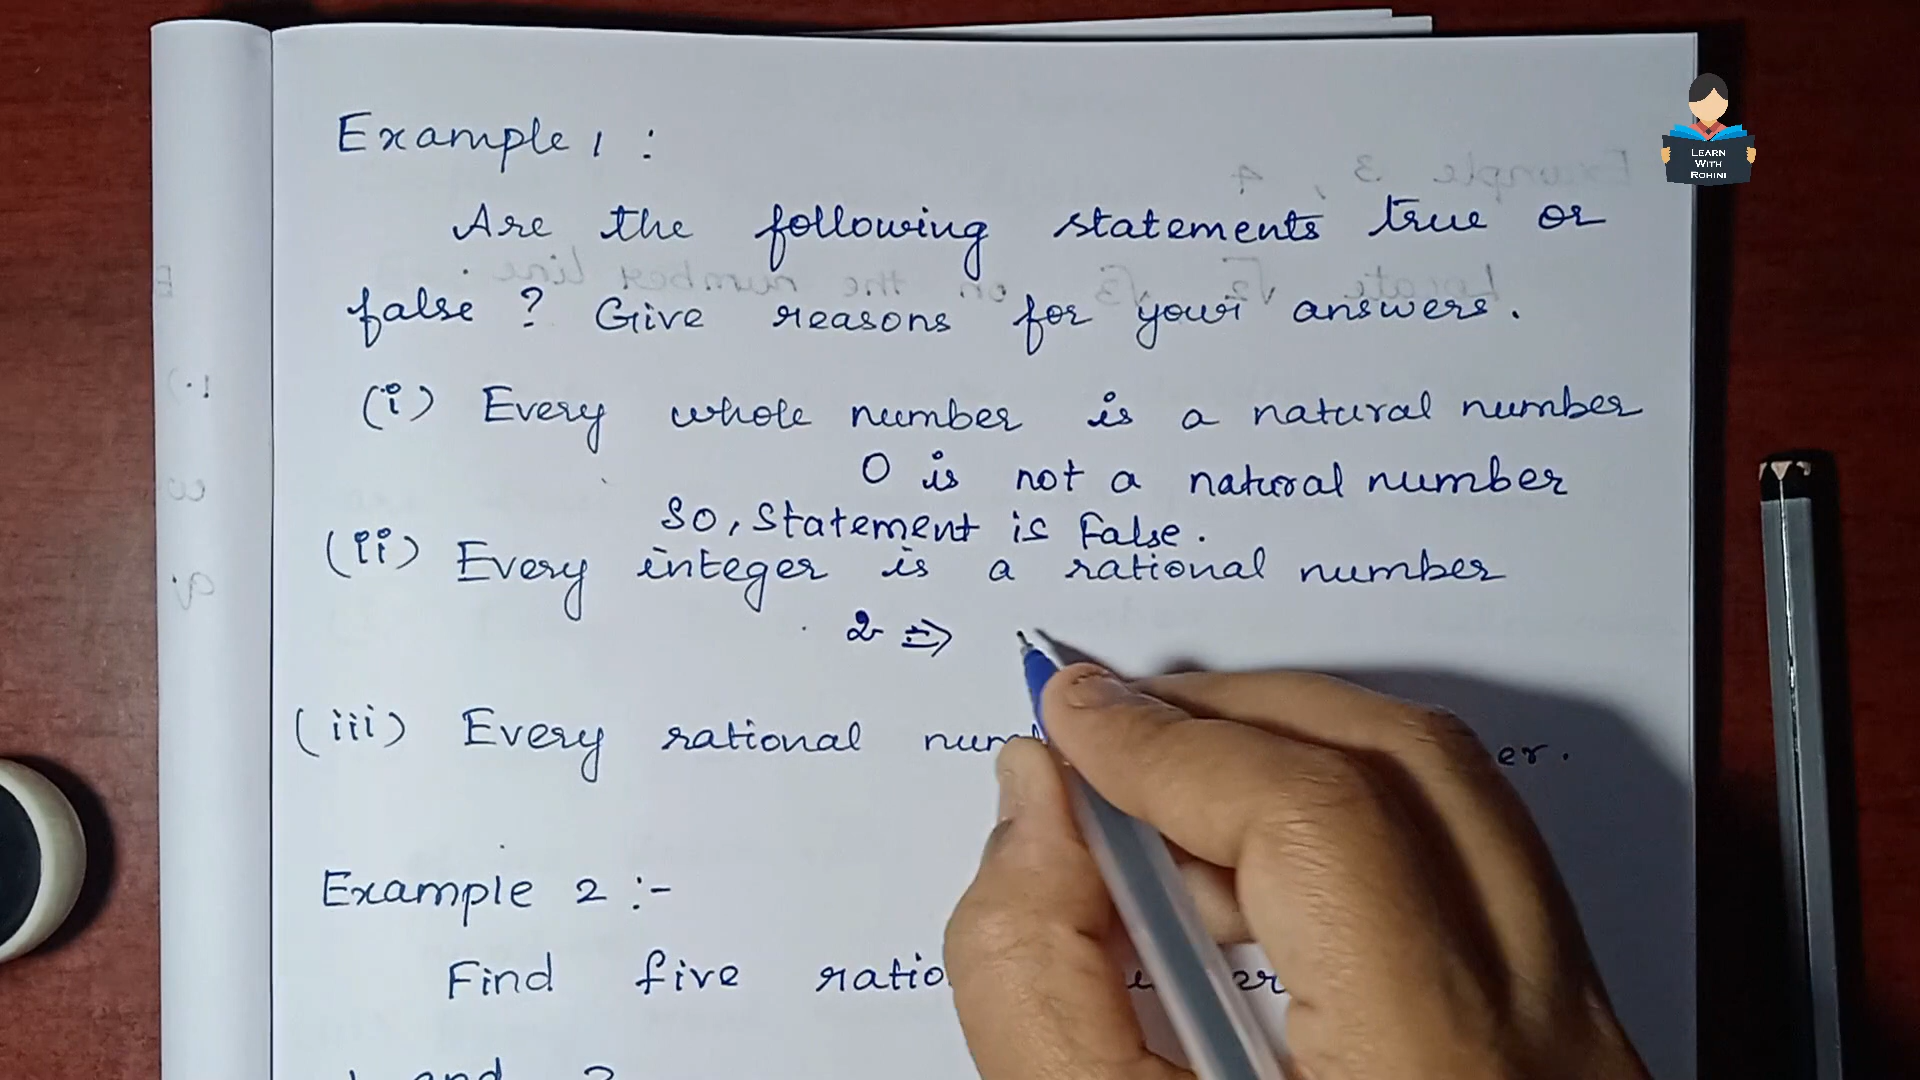 Example 1 :
Are the following statements true or
false ? Give reasons for your answers.
(i) Every whole number is a natural number
0 is not a natural number
So, Statement is False.
(ii) Every integer is a rational number
2 ⇒
(iii) Every rational
Example 2 :-
Find five
and
LEARN
WITH
ROHINI